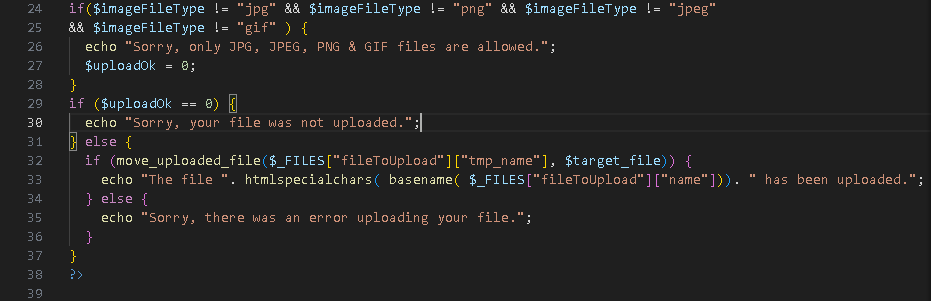 24 if($imageFileType != "jpg" && $imageFileType != "png" && $imageFileType != "jpeg"
25 && $imageFileType != "gif" ) {
26   echo "Sorry, only JPG, JPEG, PNG & GIF files are allowed.";
27   $uploadOk = 0;
28 }
29 if ($uploadOk == 0) {
30   echo "Sorry, your file was not uploaded.";
31 } else {
32   if (move_uploaded_file($_FILES["fileToUpload"]["tmp_name"], $target_file)) {
33     echo "The file ". htmlspecialchars( basename( $_FILES["fileToUpload"]["name"])). " has been uploaded.";
34   } else {
35     echo "Sorry, there was an error uploading your file.";
36   }
37 }
38 ?>
39